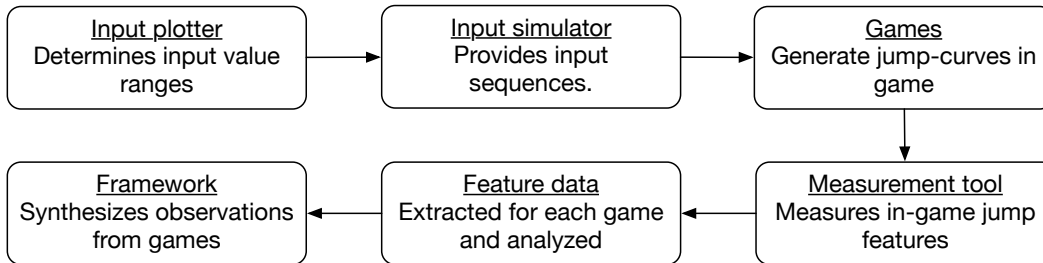 Input plotter
Determines input value
ranges
Input simulator
Provides input
sequences.
Games
Generate jump-curves in
game
Framework
Synthesizes observations
from games
Feature data
Extracted for each game
and analyzed
Measurement tool
Measures in-game jump
features